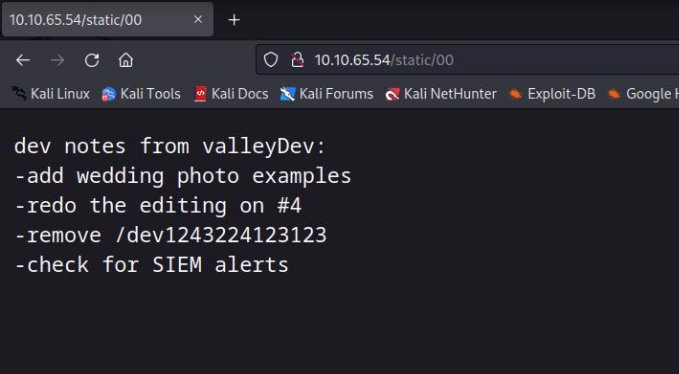 10.10.65.54/static/00
10.10.65.54/static/00
Kali Linux Kali Tools Kali Docs Kali Forums Kali NetHunter Exploit-DB Google
dev notes from valleyDev:
-add wedding photo examples
-redo the editing on #4
-remove /dev1243224123123
-check for SIEM alerts